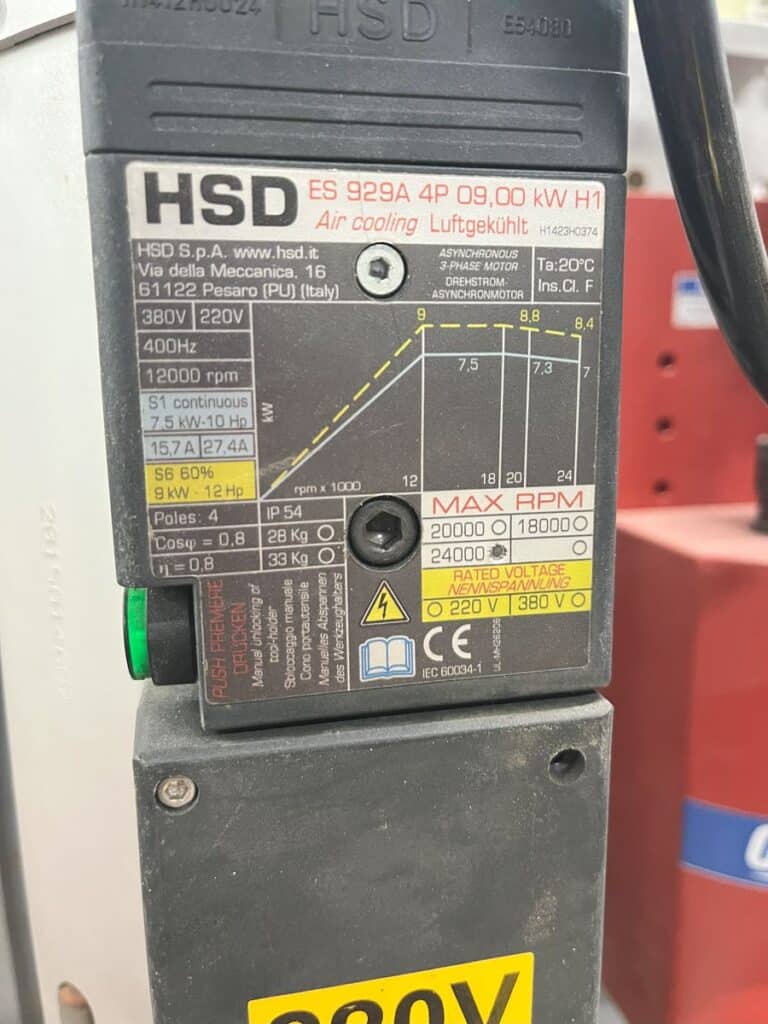 HSD
E54080
HSD ES 929A 4P 09,00 kW H1
Air cooling Luftgekühlt H1423H0374
HSD S.p.A. www.hsd.it
Via della Meccanica, 16
61122 Pesaro (PU) (Italy)
ASYNCHRONOUS
3-PHASE MOTOR
DREHSTROM-
ASYNCHRONMOTOR
Ta:20°C
Ins.Cl. F
380V 220V
400Hz
12000 rpm
S1 continuous
7.5 kW-10 Hp
15,7A 27,4A
S6 60%
9 kW - 12 Hp
kW
9 8,8 8,4
7,5 7,3 7
rpm x 1000 12 18 20 24
Poles: 4
Cosφ = 0,8
η = 0,8
IP 54
28 Kg
33 Kg
MAX RPM
20000 18000
24000
RATED VOLTAGE
NENNSPANNUNG
220 V 380 V
PUSH PREMERE
DRÜCKEN
Manual unlocking of
tool-holder
Sbloccaggio manuale
Cono portautensile
Manuelles Abspannen
des Werkzeughalters
CE
IEC 60034-1